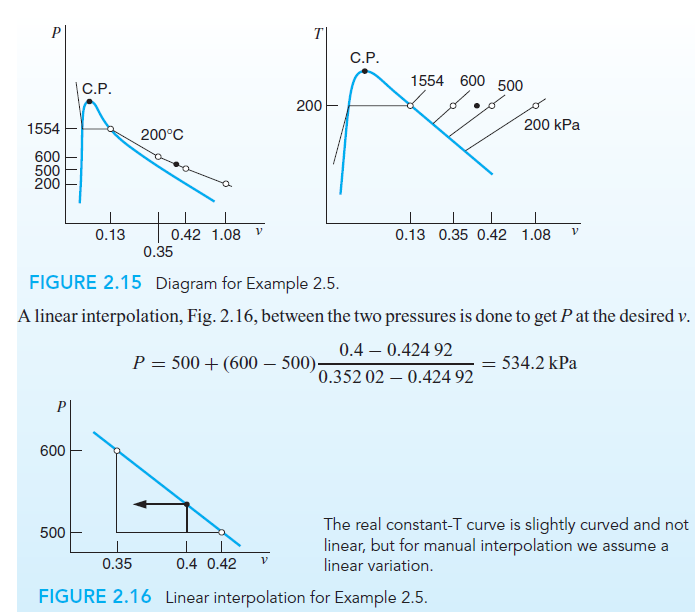 P
C.P.
1554
600
500
200
200°C
0.13
0.35
0.42
1.08
v
T
C.P.
200
1554
600
500
200 kPa
0.13
0.35
0.42
1.08
v
FIGURE 2.15 Diagram for Example 2.5.
A linear interpolation, Fig. 2.16, between the two pressures is done to get P at the desired v.
P = 500 + (600 − 500) (0.4 − 0.424 92) / (0.352 02 − 0.424 92) = 534.2 kPa
P
600
500
0.35
0.4
0.42
v
The real constant-T curve is slightly curved and not
linear, but for manual interpolation we assume a
linear variation.
FIGURE 2.16 Linear interpolation for Example 2.5.